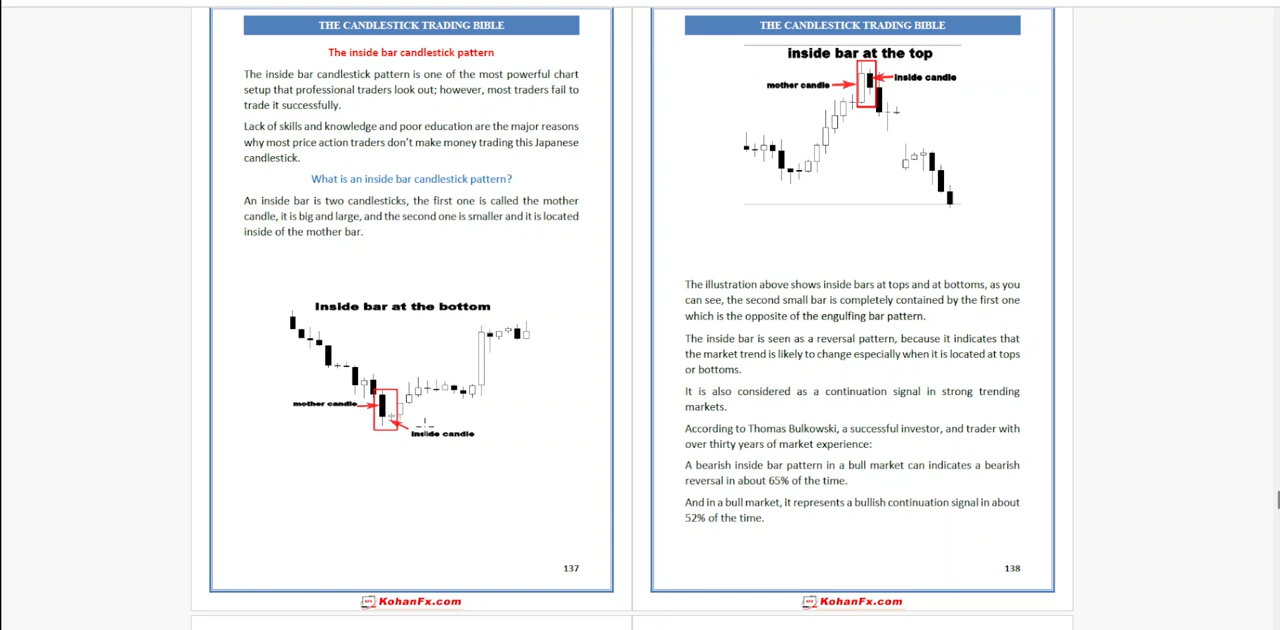 THE CANDLESTICK TRADING BIBLE
The inside bar candlestick pattern
The inside bar candlestick pattern is one of the most powerful chart
setup that professional traders look out; however, most traders fail to
trade it successfully.
Lack of skills and knowledge and poor education are the major reasons
why most price action traders don't make money trading this Japanese
candlestick.
What is an inside bar candlestick pattern?
An inside bar is two candlesticks, the first one is called the mother
candle, it is big and large, and the second one is smaller and it is located
inside of the mother bar.
Inside bar at the bottom
mother candle
Inside candle
137
KohanFx.com
THE CANDLESTICK TRADING BIBLE
inside bar at the top
mother candle
inside candle
The illustration above shows inside bars at tops and at bottoms, as you
can see, the second small bar is completely contained by the first one
which is the opposite of the engulfing bar pattern.
The inside bar is seen as a reversal pattern, because it indicates that
the market trend is likely to change especially when it is located at tops
or bottoms.
It is also considered as a continuation signal in strong trending
markets.
According to Thomas Bulkowski, a successful investor, and trader with
over thirty years of market experience:
A bearish inside bar pattern in a bull market can indicates a bearish
reversal in about 65% of the time.
And in a bull market, it represents a bullish continuation signal in about
52% of the time.
138
KohanFx.com